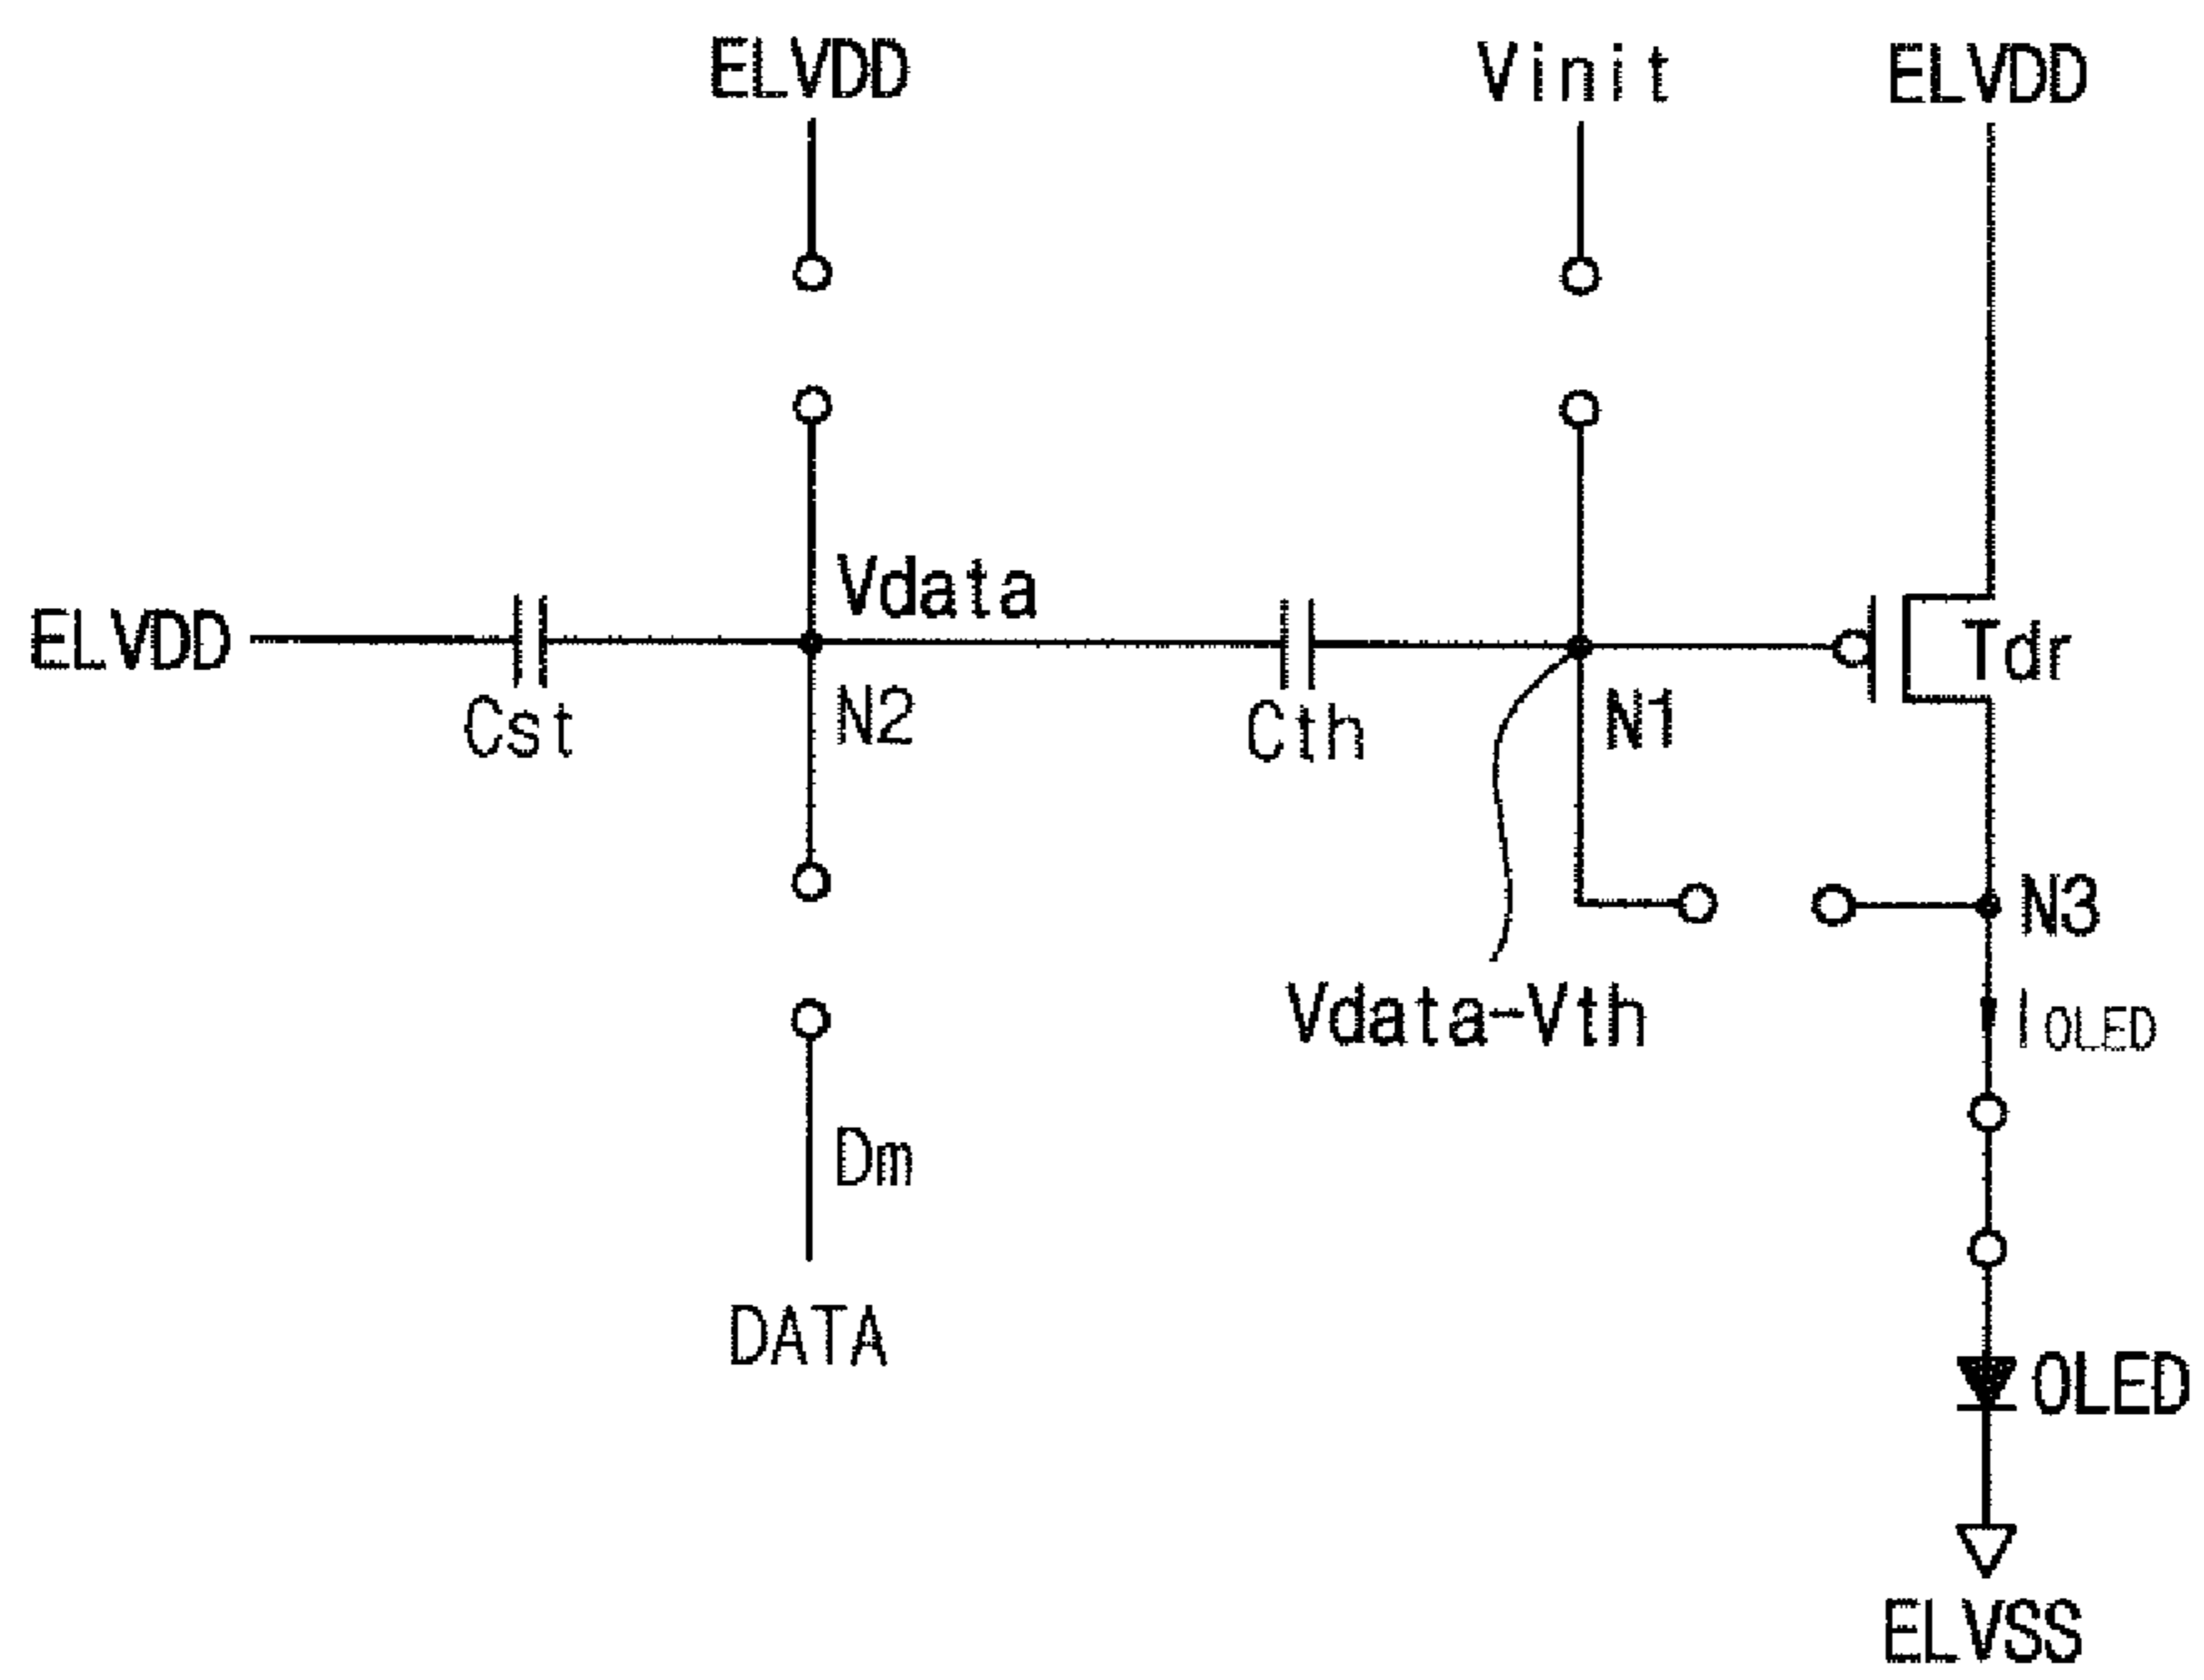 ELVDD
Vinit
ELVDD
Vdata
ELVDD
Tdr
Cst
N2
Cth
N1
N3
Vdata-Vth
IOLED
Dm
DATA
OLED
ELVSS